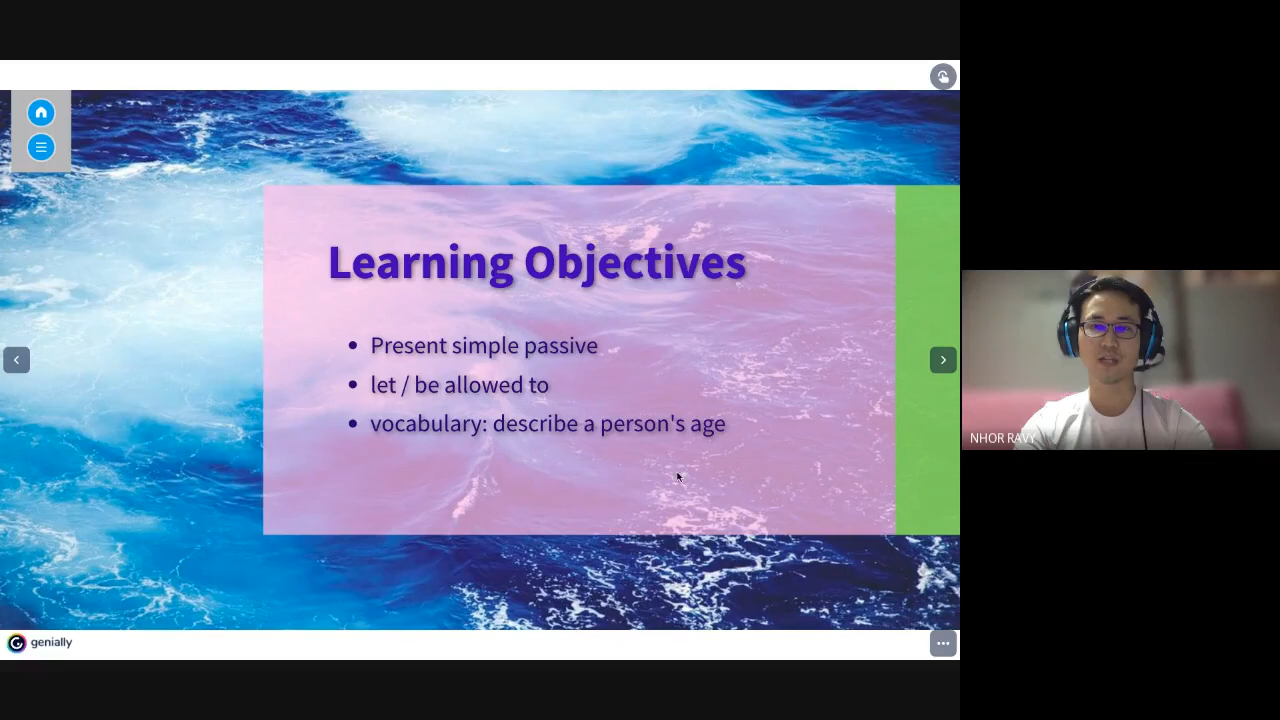 Learning Objectives
Present simple passive
let / be allowed to
vocabulary: describe a person's age
NHOR RAVY
genially